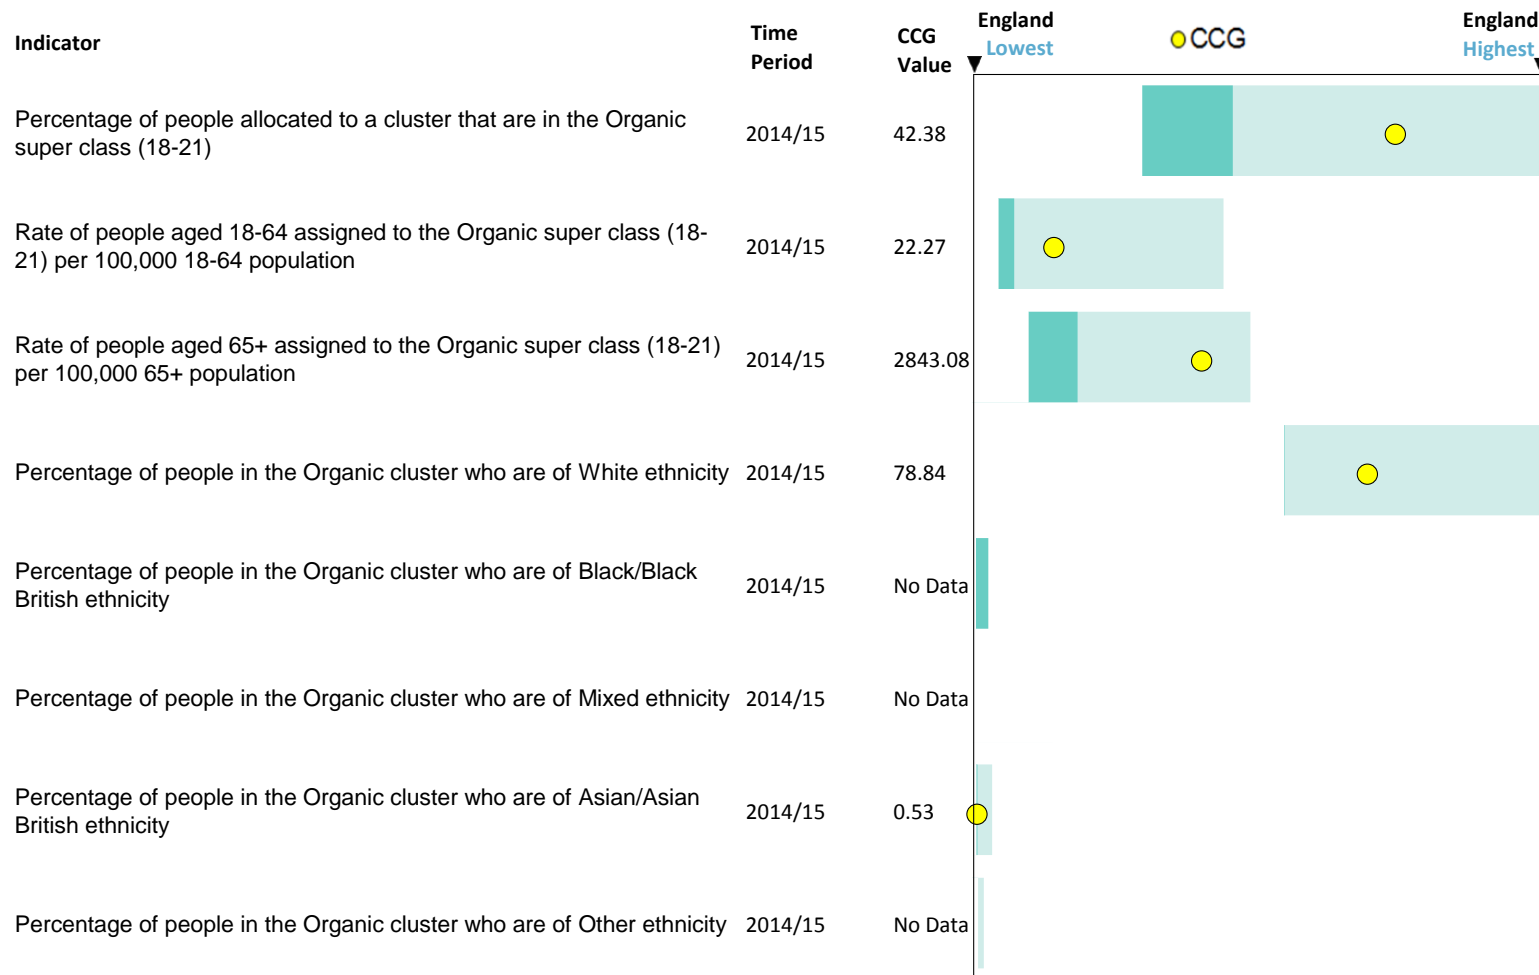 Indicator
Time
Period
CCG
Value
England
Lowest
CCG
England
Highest
Percentage of people allocated to a cluster that are in the Organic
super class (18-21)
2014/15
42.38
Rate of people aged 18-64 assigned to the Organic super class (18-
21) per 100,000 18-64 population
2014/15
22.27
Rate of people aged 65+ assigned to the Organic super class (18-21)
per 100,000 65+ population
2014/15
2843.08
Percentage of people in the Organic cluster who are of White ethnicity
2014/15
78.84
Percentage of people in the Organic cluster who are of Black/Black
British ethnicity
2014/15
No Data
Percentage of people in the Organic cluster who are of Mixed ethnicity
2014/15
No Data
Percentage of people in the Organic cluster who are of Asian/Asian
British ethnicity
2014/15
0.53
Percentage of people in the Organic cluster who are of Other ethnicity
2014/15
No Data